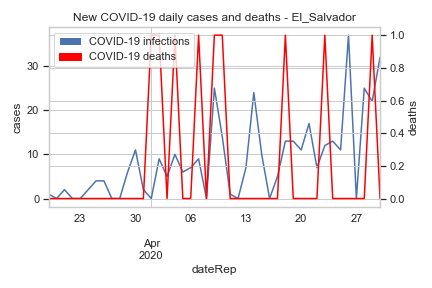 New COVID-19 daily cases and deaths - El_Salvador
COVID-19 infections
COVID-19 deaths
30
20
10
0
cases
1.0
0.8
0.6
0.4
0.2
0.0
deaths
23
30
06
13
20
27
Apr
2020
dateRep